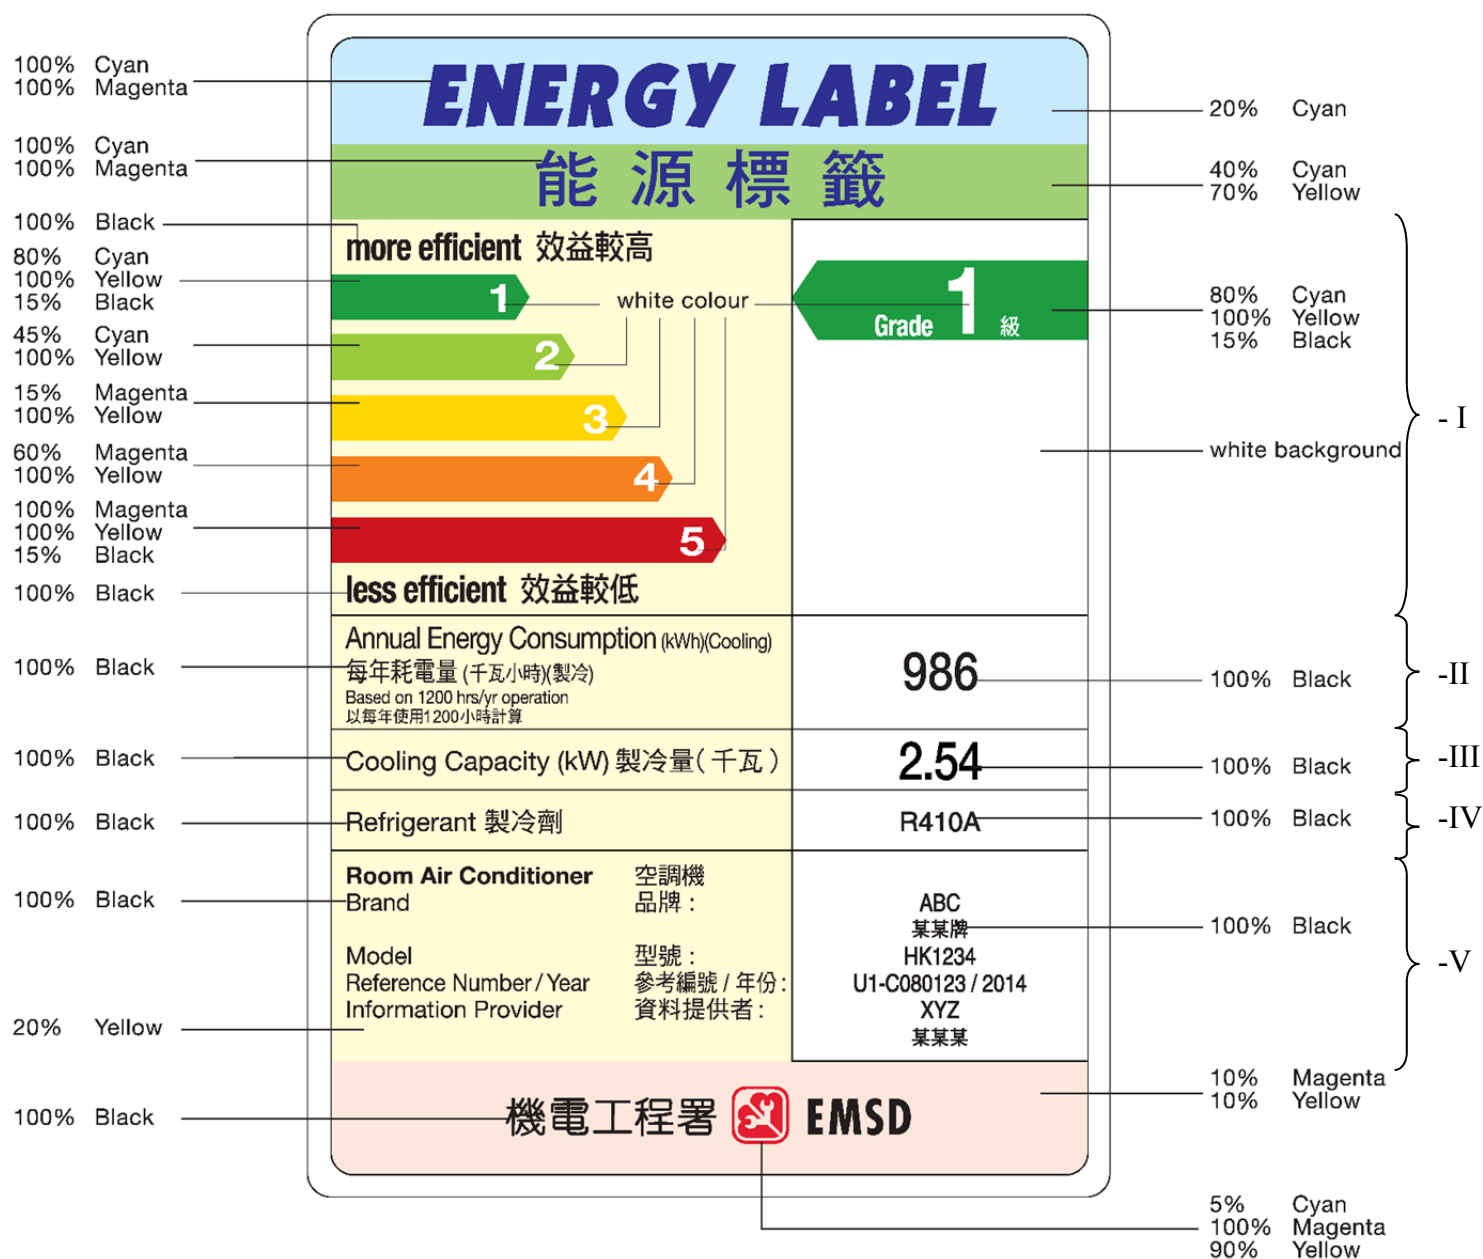 100% Cyan
100% Magenta
ENERGY LABEL
20% Cyan
100% Cyan
100% Magenta
能源標籤
40% Cyan
70% Yellow
100% Black
more efficient 效益較高
80% Cyan
100% Yellow
15% Black
1
white colour
1
Grade 級
80% Cyan
100% Yellow
15% Black
45% Cyan
100% Yellow
2
15% Magenta
100% Yellow
3
- I
60% Magenta
100% Yellow
4
white background
100% Magenta
100% Yellow
15% Black
5
100% Black
less efficient 效益較低
Annual Energy Consumption (kWh)(Cooling)
每年耗電量 (千瓦小時)(製冷)
Based on 1200 hrs/yr operation
以每年使用1200小時計算
100% Black
986
100% Black
-II
100% Black
Cooling Capacity (kW) 製冷量(千瓦)
2.54
100% Black
-III
100% Black
Refrigerant 製冷劑
R410A
100% Black
-IV
Room Air Conditioner 空調機
100% Black
Brand 品牌 :
ABC
某某牌
100% Black
Model 型號 :
HK1234
-V
Reference Number / Year 參考編號 / 年份 :
U1-C080123 / 2014
Information Provider 資料提供者 :
XYZ
某某某
20% Yellow
10% Magenta
10% Yellow
100% Black
機電工程署 EMSD
5% Cyan
100% Magenta
90% Yellow